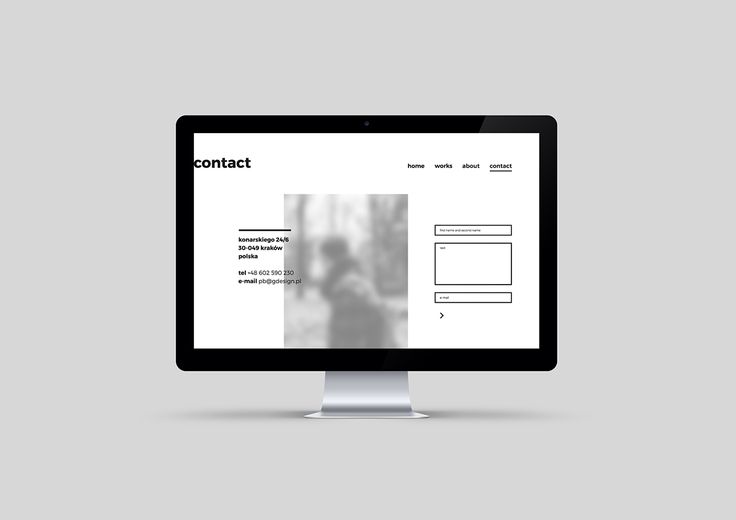 contact
home works about contact
konarskiego 24/6
30-049 kraków
polska
tel +48 602 590 230
e-mail pb@gdesign.pl
first name and second name
text
e-mail